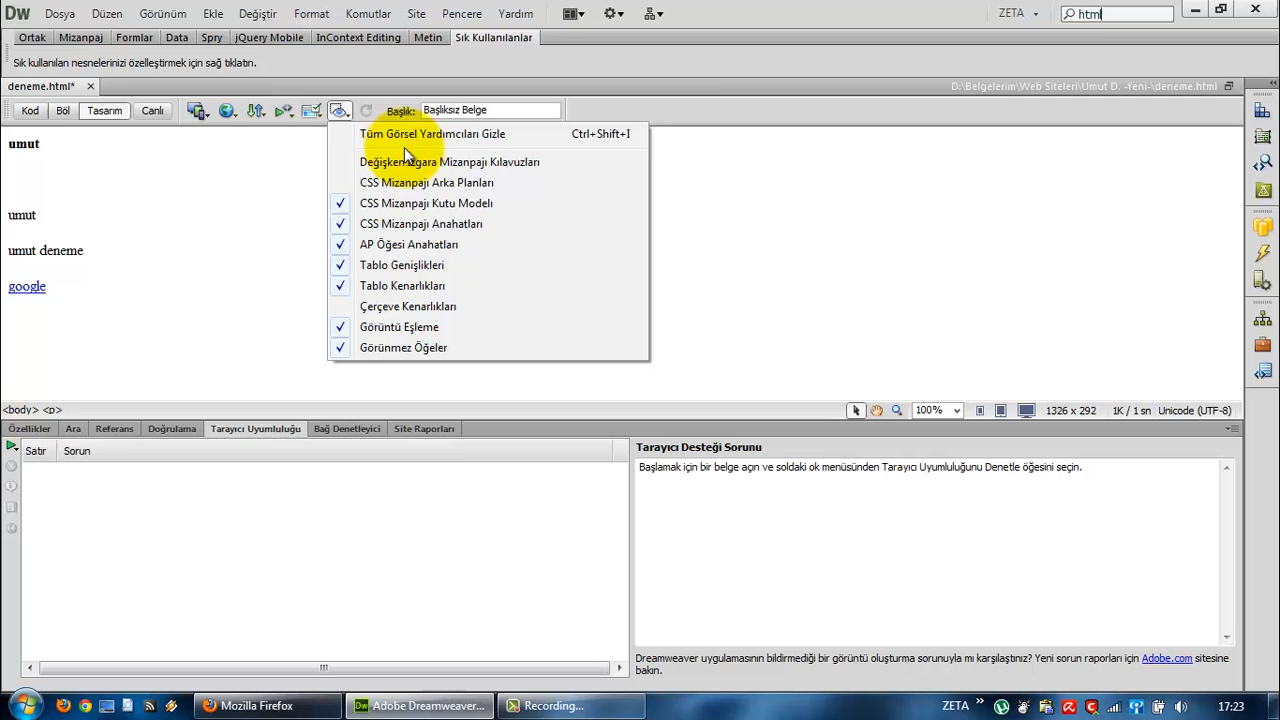 Dw Dosya Düzen Görünüm Ekle Değiştir Format Komutlar Site Pencere Yardım ZETA html
Ortak Mizanpaj Formlar Data Spry jQuery Mobile InContext Editing Metin Sık Kullanılanlar
Sık kullanılan nesnelerinizi özelleştirmek için sağ tıklatın.
deneme.html* D:\Belgelerim\Web Siteleri\Umut D. -Yeni-\deneme.html
Kod Böl Tasarım Canlı Başlık: Başlıksız Belge
Tüm Görsel Yardımcıları Gizle Ctrl+Shift+I
umut
Değişken Izgara Mizanpajı Kılavuzları
CSS Mizanpajı Arka Planları
CSS Mizanpajı Kutu Modeli
umut
CSS Mizanpajı Anahatları
AP Öğesi Anahatları
umut deneme
Tablo Genişlikleri
Tablo Kenarlıkları
google
Çerçeve Kenarlıkları
Görüntü Eşleme
Görünmez Öğeler
<body> <p> 100% 1326 x 292 1K / 1 sn Unicode (UTF-8)
Özellikler Ara Referans Doğrulama Tarayıcı Uyumluluğu Bağ Denetleyici Site Raporları
Satır Sorun
Tarayıcı Desteği Sorunu
Başlamak için bir belge açın ve soldaki ok menüsünden Tarayıcı Uyumluluğunu Denetle öğesini seçin.
Dreamweaver uygulamasının bildirmediği bir görüntü oluşturma sorunuyla mı karşılaştınız? Yeni sorun raporları için Adobe.com sitesine
bakın.
Mozilla Firefox Dw Adobe Dreamweaver... Recording... ZETA » 17:23